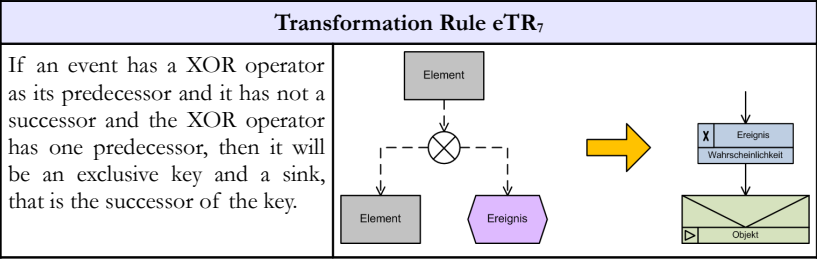 Transformation Rule eTR₇
If an event has a XOR operator
as its predecessor and it has not a
successor and the XOR operator
has one predecessor, then it will
be an exclusive key and a sink,
that is the successor of the key.
Element
Element
Ereignis
X Ereignis
Wahrscheinlichkeit
Objekt